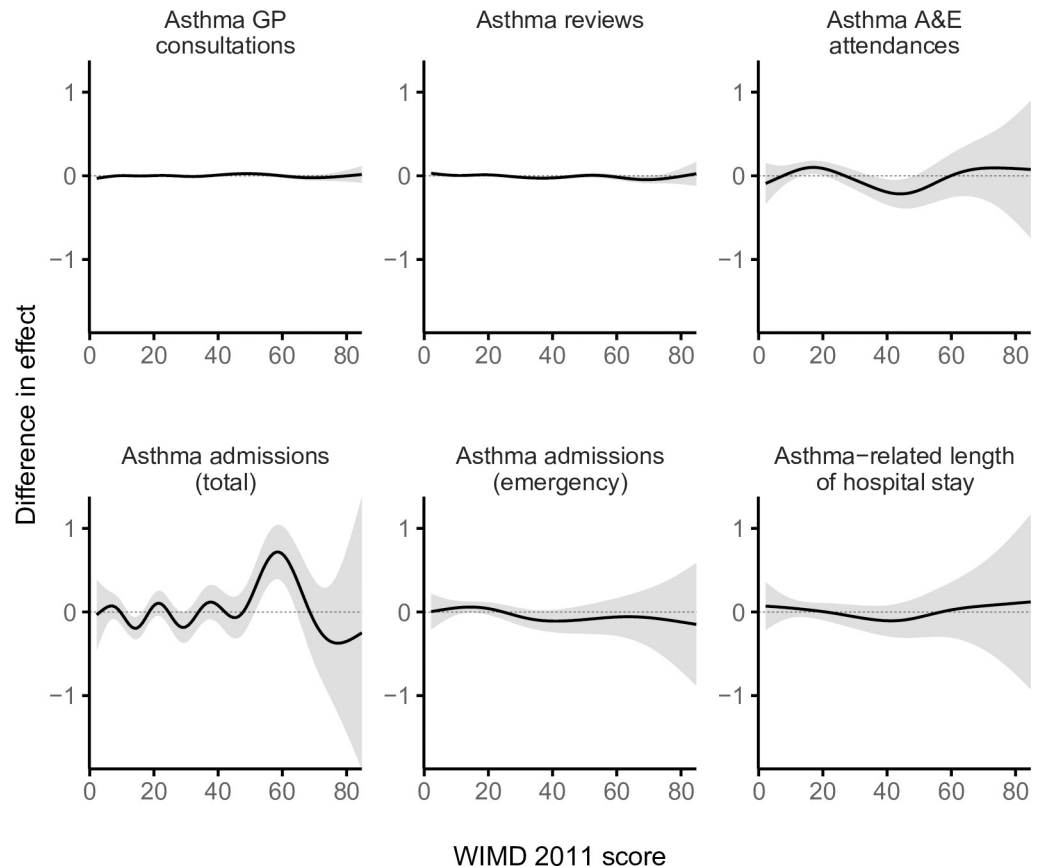 Asthma GP
consultations
Asthma reviews
Asthma A&E
attendances
1
0
−1
0 20 40 60 80
1
0
−1
0 20 40 60 80
1
0
−1
0 20 40 60 80
Difference in effect
Asthma admissions
(total)
Asthma admissions
(emergency)
Asthma−related length
of hospital stay
1
0
−1
0 20 40 60 80
1
0
−1
0 20 40 60 80
1
0
−1
0 20 40 60 80
WIMD 2011 score